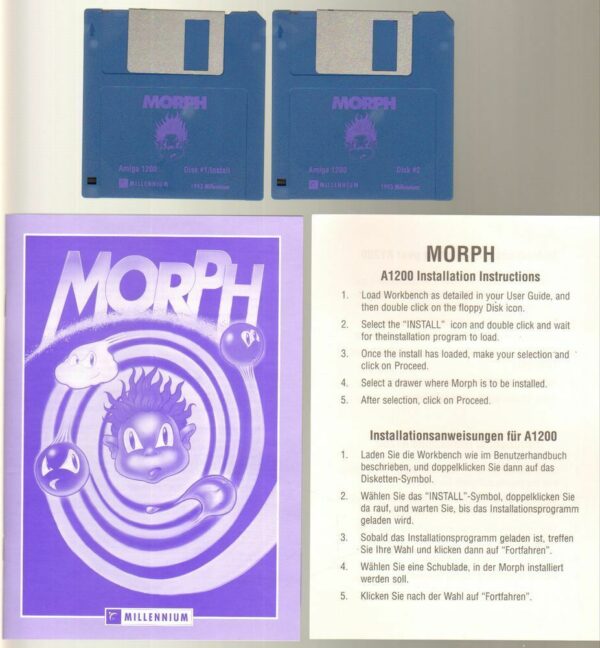 MORPH
Amiga 1200 Disk #1/Install
MILLENNIUM 1993 Millennium
MORPH
Amiga 1200 Disk #2
MILLENNIUM 1993 Millennium
MORPH
MILLENNIUM
MORPH
A1200 Installation Instructions
1. Load Workbench as detailed in your User Guide, and
then double click on the floppy Disk icon.
2. Select the "INSTALL" icon and double click and wait
for theinstallation program to load.
3. Once the install has loaded, make your selection and
click on Proceed.
4. Select a drawer where Morph is to be installed.
5. After selection, click on Proceed.
Installationsanweisungen für A1200
1. Laden Sie die Workbench wie im Benutzerhandbuch
beschrieben, und doppelklicken Sie dann auf das
Disketten-Symbol.
2. Wählen Sie das "INSTALL"-Symbol, doppelklicken Sie
da rauf, und warten Sie, bis das Installationsprogramm
geladen wird.
3. Sobald das Installationsprogramm geladen ist, treffen
Sie Ihre Wahl und klicken dann auf "Fortfahren".
4. Wählen Sie eine Schublade, in der Morph installiert
werden soll.
5. Klicken Sie nach der Wahl auf "Fortfahren".